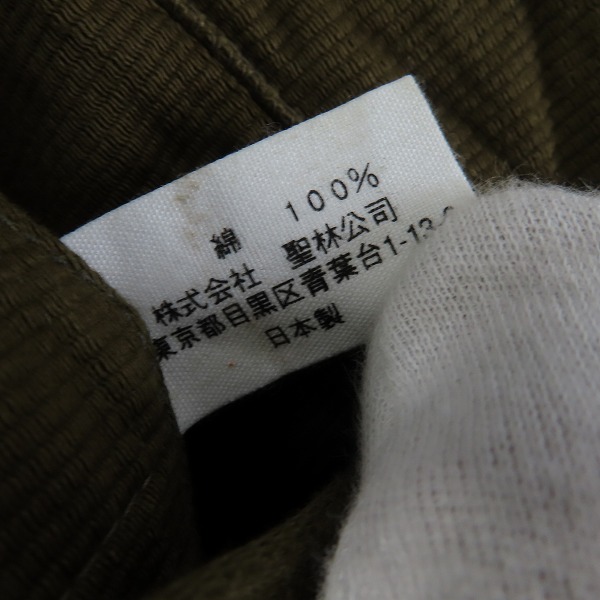 綿 100%
株式会社 聖林公司
東京都目黒区青葉台1-13-
日本製